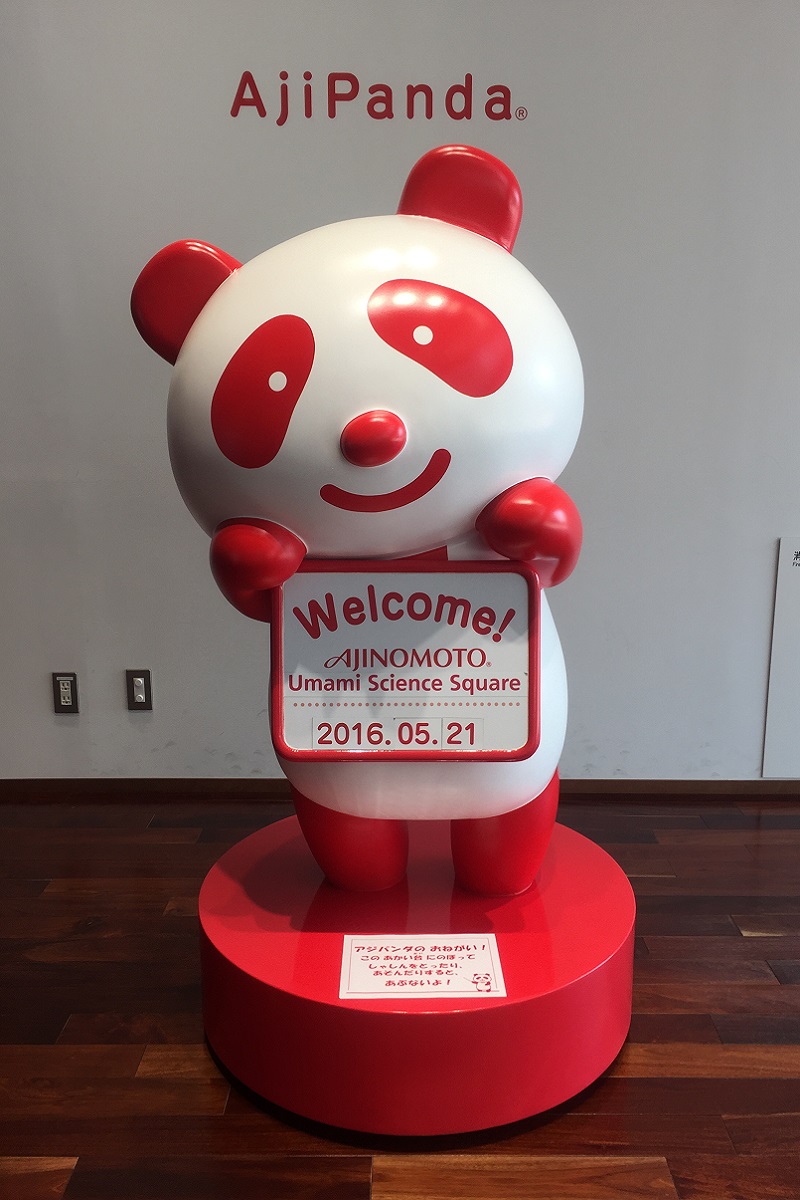 AjiPanda®
Welcome!
AJINOMOTO®
Umami Science Square
2016.05.21
アジパンダの おねがい！
この あかい台 にのぼって
しゃしんをとったり、
あそんだりすると、
あぶないよ！